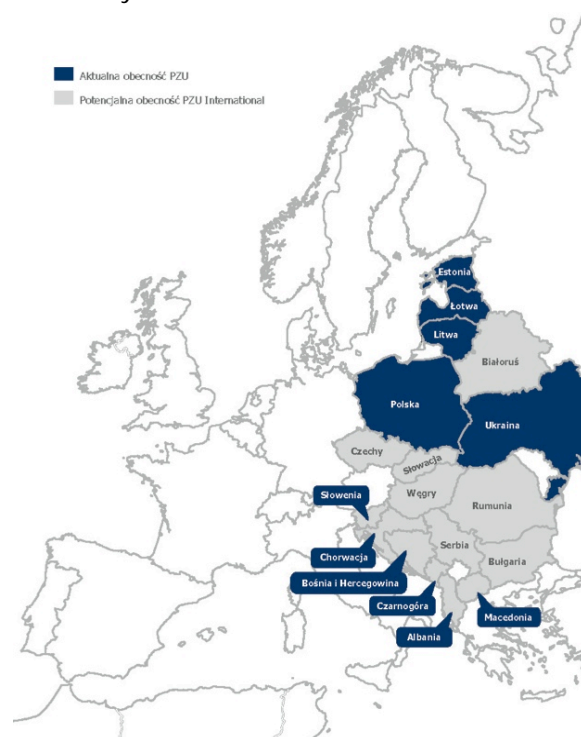 Aktualna obecność PZU
Potencjalna obecność PZU International
Estonia
Łotwa
Litwa
Białoruś
Polska
Ukraina
Czechy
Słowacja
Węgry
Słowenia
Rumunia
Chorwacja
Serbia
Bośnia i Hercegowina
Bułgaria
Czarnogóra
Macedonia
Albania